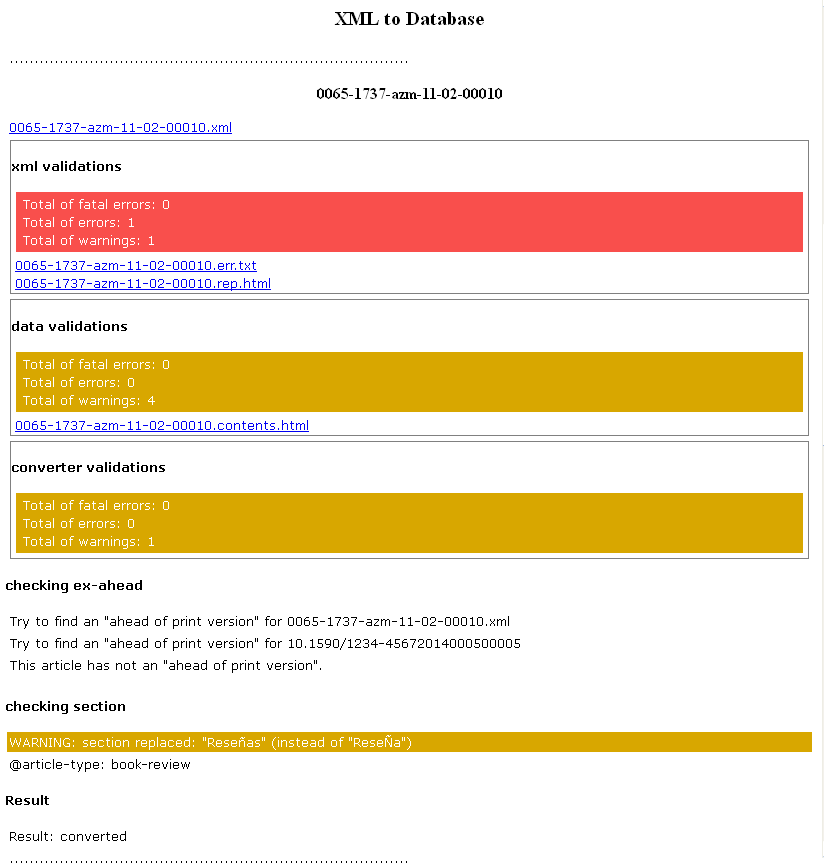 XML to Database
................................................................................
0065-1737-azm-11-02-00010
0065-1737-azm-11-02-00010.xml
xml validations
Total of fatal errors: 0
Total of errors: 1
Total of warnings: 1
0065-1737-azm-11-02-00010.err.txt
0065-1737-azm-11-02-00010.rep.html
data validations
Total of fatal errors: 0
Total of errors: 0
Total of warnings: 4
0065-1737-azm-11-02-00010.contents.html
converter validations
Total of fatal errors: 0
Total of errors: 0
Total of warnings: 1
checking ex-ahead
Try to find an "ahead of print version" for 0065-1737-azm-11-02-00010.xml
Try to find an "ahead of print version" for 10.1590/1234-45672014000500005
This article has not an "ahead of print version".
checking section
WARNING: section replaced: "Reseñas" (instead of "ReseÑa")
@article-type: book-review
Result
Result: converted
................................................................................